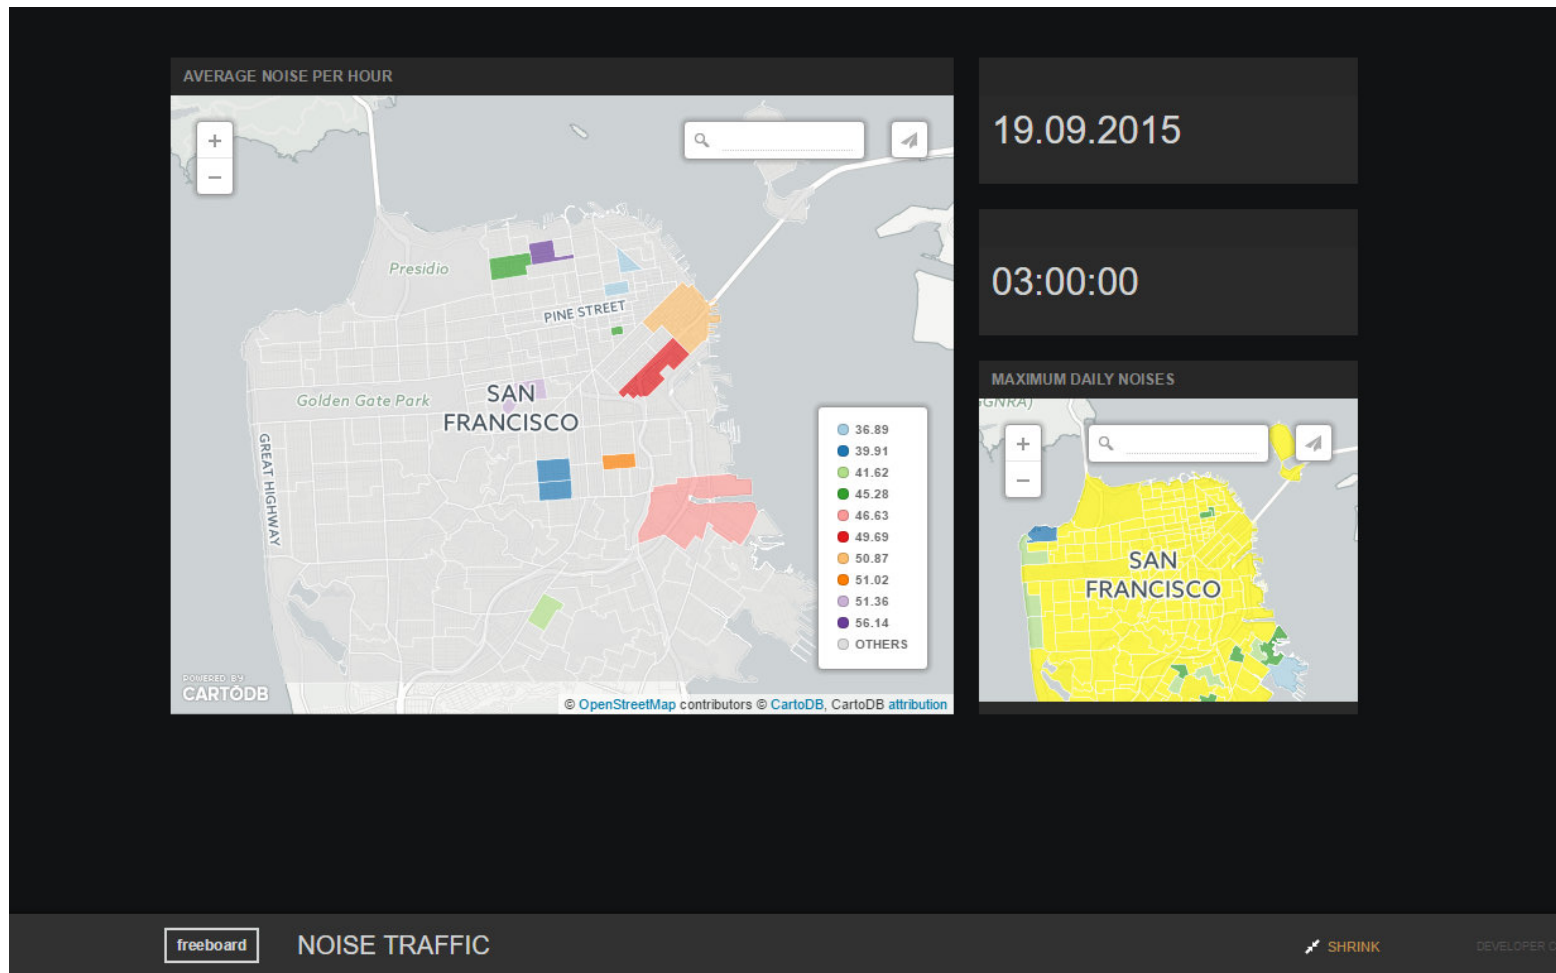 AVERAGE NOISE PER HOUR
+
−
Presidio
PINE STREET
Golden Gate Park
SAN
FRANCISCO
GREAT HIGHWAY
36.89
39.91
41.62
45.28
46.63
49.69
50.87
51.02
51.36
56.14
OTHERS
POWERED BY
CARTODB
© OpenStreetMap contributors © CartoDB, CartoDB attribution
19.09.2015
03:00:00
MAXIMUM DAILY NOISES
GGNRA)
+
−
SAN
FRANCISCO
freeboard
NOISE TRAFFIC
SHRINK
DEVELOPER